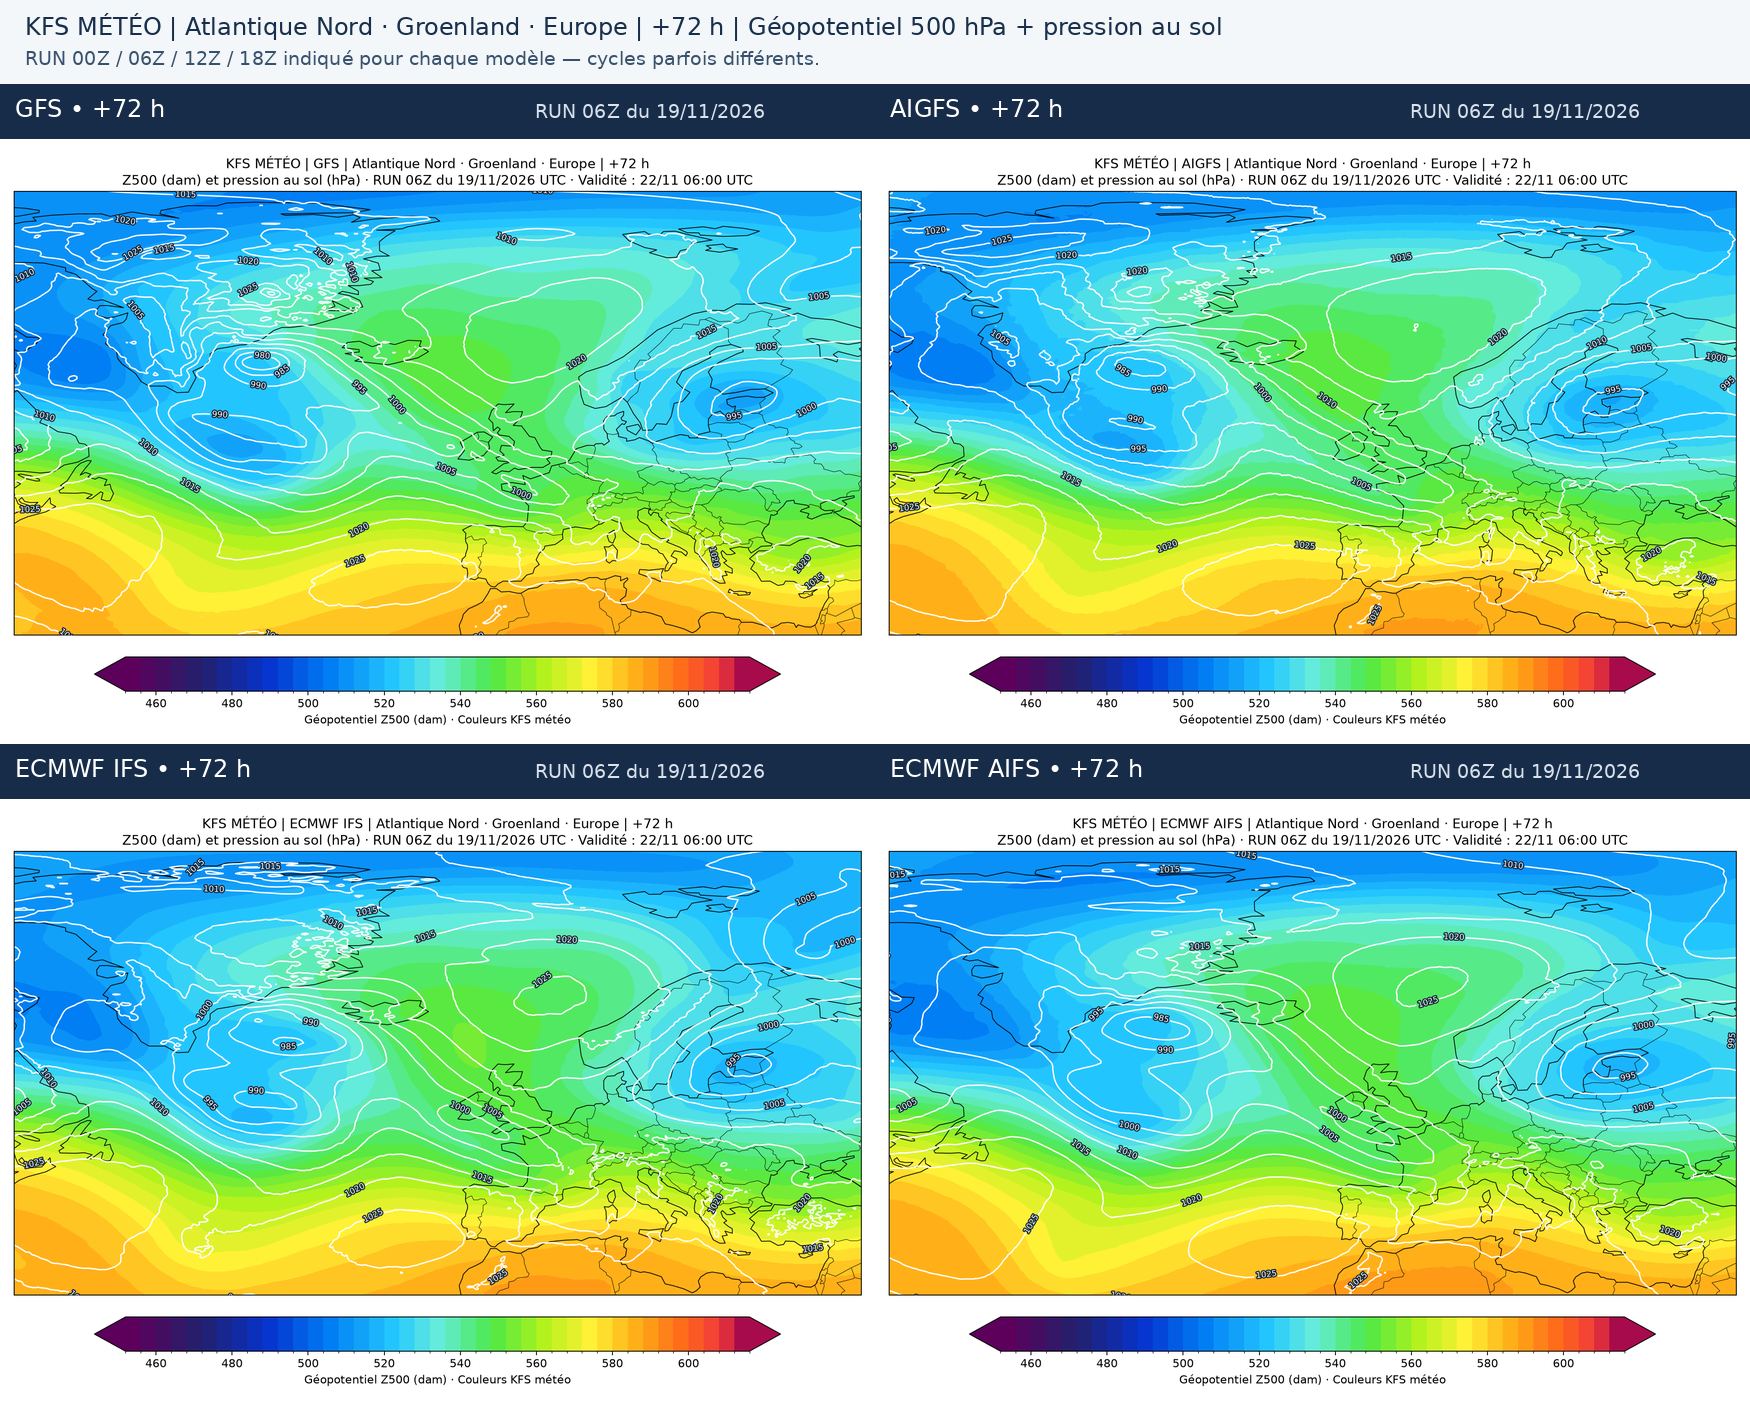 KFS MÉTÉO | Atlantique Nord · Groenland · Europe | +72 h | Géopotentiel 500 hPa + pression au sol
RUN 00Z / 06Z / 12Z / 18Z indiqué pour chaque modèle — cycles parfois différents.
GFS • +72 h
RUN 06Z du 19/11/2026
KFS MÉTÉO | GFS | Atlantique Nord · Groenland · Europe | +72 h
Z500 (dam) et pression au sol (hPa) · RUN 06Z du 19/11/2026 UTC · Validité : 22/11 06:00 UTC
460 480 500 520 540 560 580 600
Géopotentiel Z500 (dam) · Couleurs KFS météo
AIGFS • +72 h
RUN 06Z du 19/11/2026
KFS MÉTÉO | AIGFS | Atlantique Nord · Groenland · Europe | +72 h
Z500 (dam) et pression au sol (hPa) · RUN 06Z du 19/11/2026 UTC · Validité : 22/11 06:00 UTC
460 480 500 520 540 560 580 600
Géopotentiel Z500 (dam) · Couleurs KFS météo
ECMWF IFS • +72 h
RUN 06Z du 19/11/2026
KFS MÉTÉO | ECMWF IFS | Atlantique Nord · Groenland · Europe | +72 h
Z500 (dam) et pression au sol (hPa) · RUN 06Z du 19/11/2026 UTC · Validité : 22/11 06:00 UTC
460 480 500 520 540 560 580 600
Géopotentiel Z500 (dam) · Couleurs KFS météo
ECMWF AIFS • +72 h
RUN 06Z du 19/11/2026
KFS MÉTÉO | ECMWF AIFS | Atlantique Nord · Groenland · Europe | +72 h
Z500 (dam) et pression au sol (hPa) · RUN 06Z du 19/11/2026 UTC · Validité : 22/11 06:00 UTC
460 480 500 520 540 560 580 600
Géopotentiel Z500 (dam) · Couleurs KFS météo